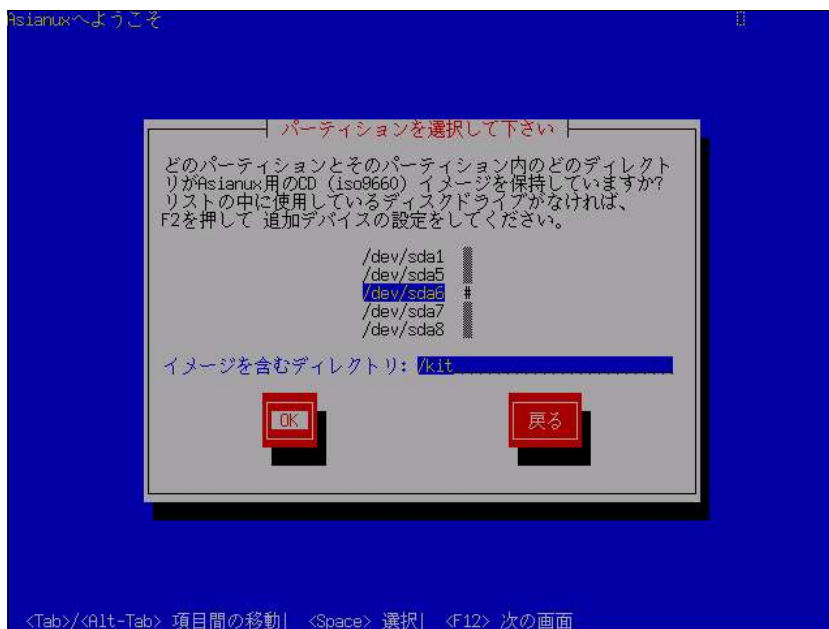 Asianuxへようこそ
パーティションを選択して下さい
どのパーティションとそのパーティション内のどのディレクト
リがAsianux用のCD (iso9660) イメージを保持していますか?
リストの中に使用しているディスクドライブがなければ、
F2を押して 追加デバイスの設定をしてください。
/dev/sda1
/dev/sda5
/dev/sda6 #
/dev/sda7
/dev/sda8
イメージを含むディレクトリ: /kit
OK 戻る
<Tab>/<Alt-Tab> 項目間の移動| <Space> 選択| <F12> 次の画面